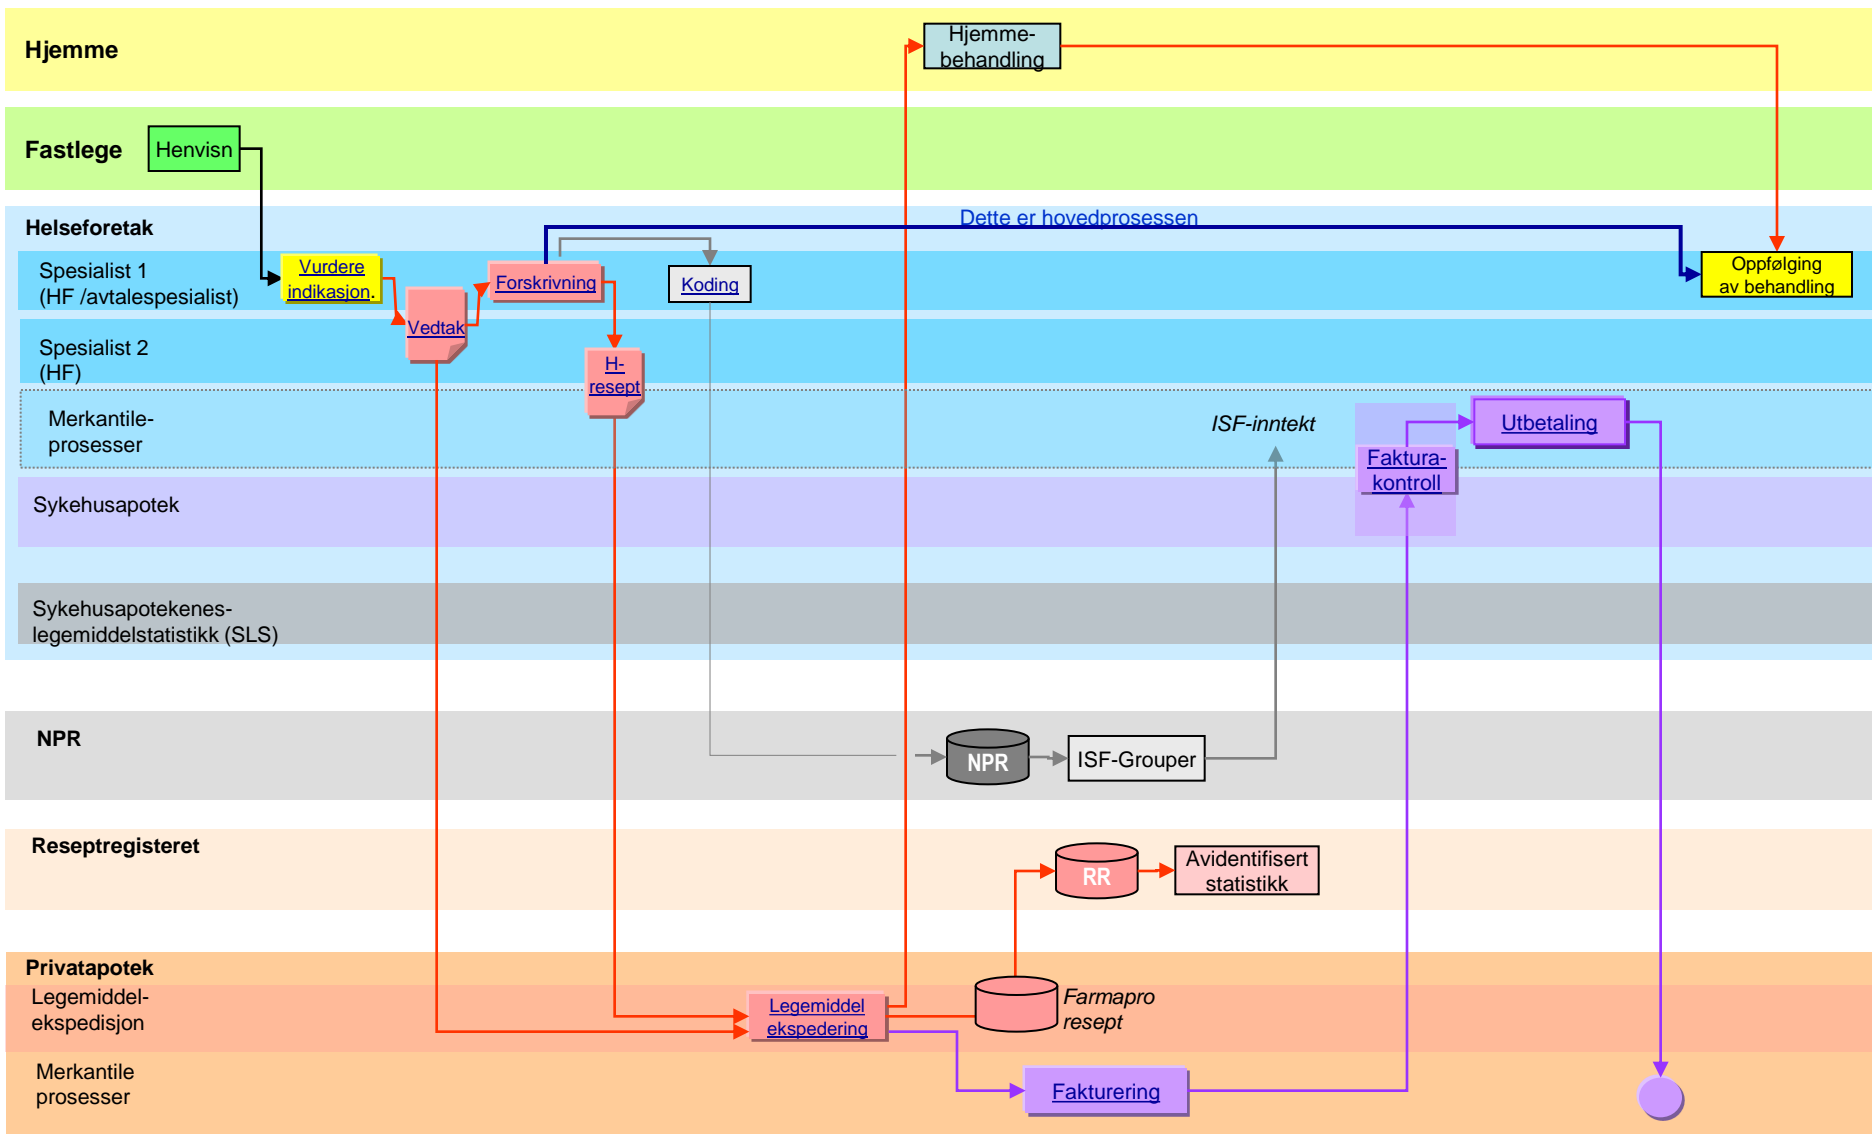 Hjemme
Hjemme-
behandling
Fastlege
Henvisn
Helseforetak
Dette er hovedprosessen
Spesialist 1
(HF /avtalespesialist)
Vurdere
indikasjon.
Vedtak
Forskrivning
Koding
Oppfølging
av behandling
Spesialist 2
(HF)
H-
resept
Merkantile-
prosesser
ISF-inntekt
Faktura-
kontroll
Utbetaling
Sykehusapotek
Sykehusapotekenes-
legemiddelstatistikk (SLS)
NPR
NPR
ISF-Grouper
Reseptregisteret
RR
Avidentifisert
statistikk
Privatapotek
Legemiddel-
ekspedisjon
Legemiddel
ekspedering
Farmapro
resept
Merkantile
prosesser
Fakturering